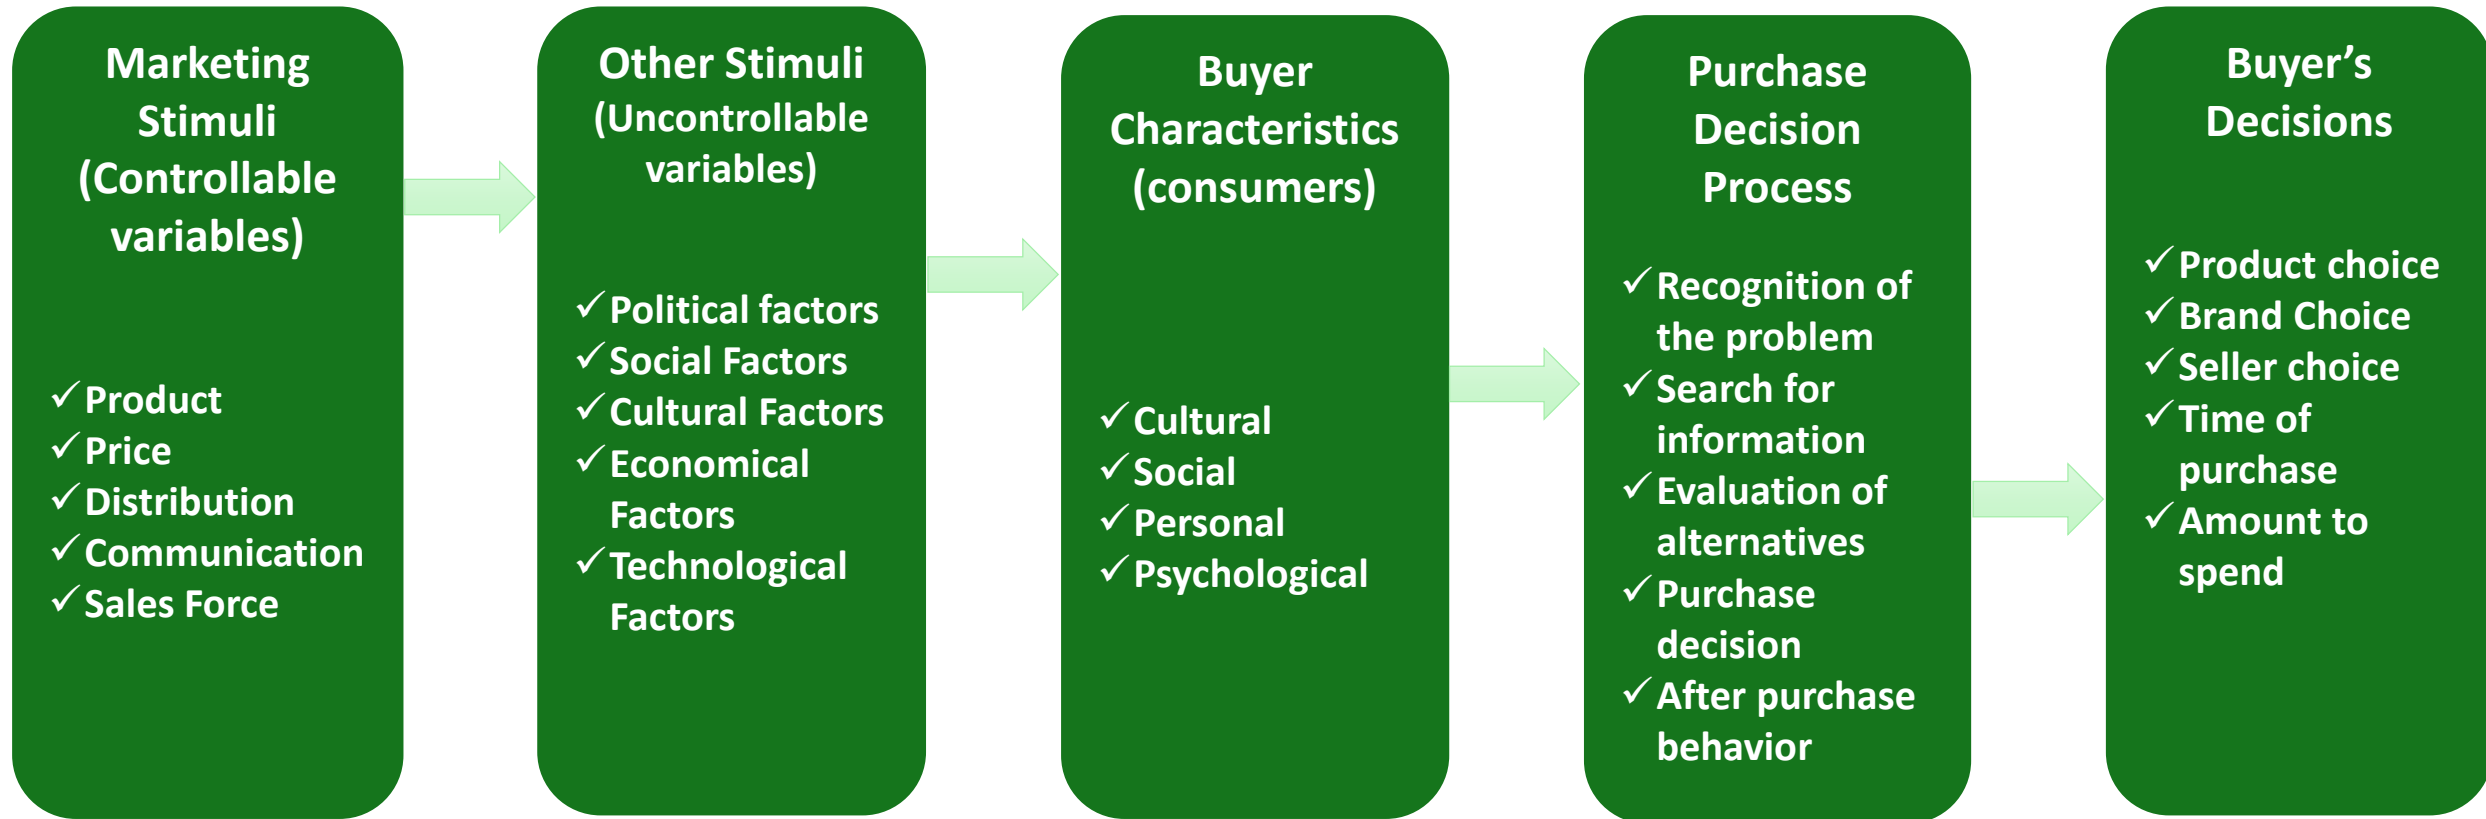 Marketing
Stimuli
(Controllable
variables)
✓Product
✓Price
✓Distribution
✓Communication
✓Sales Force
Other Stimuli
(Uncontrollable
variables)
✓Political factors
✓Social Factors
✓Cultural Factors
✓Economical
Factors
✓Technological
Factors
Buyer
Characteristics
(consumers)
✓Cultural
✓Social
✓Personal
✓Psychological
Purchase
Decision
Process
✓Recognition of
the problem
✓Search for
information
✓Evaluation of
alternatives
✓Purchase
decision
✓After purchase
behavior
Buyer’s
Decisions
✓Product choice
✓Brand Choice
✓Seller choice
✓Time of
purchase
✓Amount to
spend